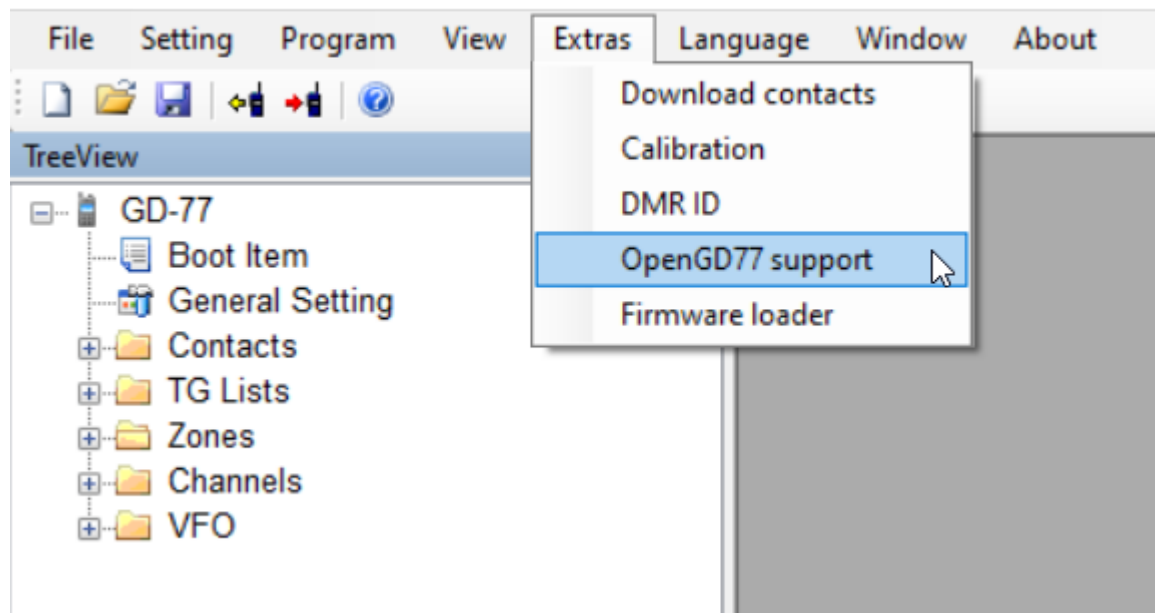 File Setting Program View Extras Language Window About
Download contacts
Calibration
DMR ID
OpenGD77 support
Firmware loader
TreeView
GD-77
Boot Item
General Setting
Contacts
TG Lists
Zones
Channels
VFO